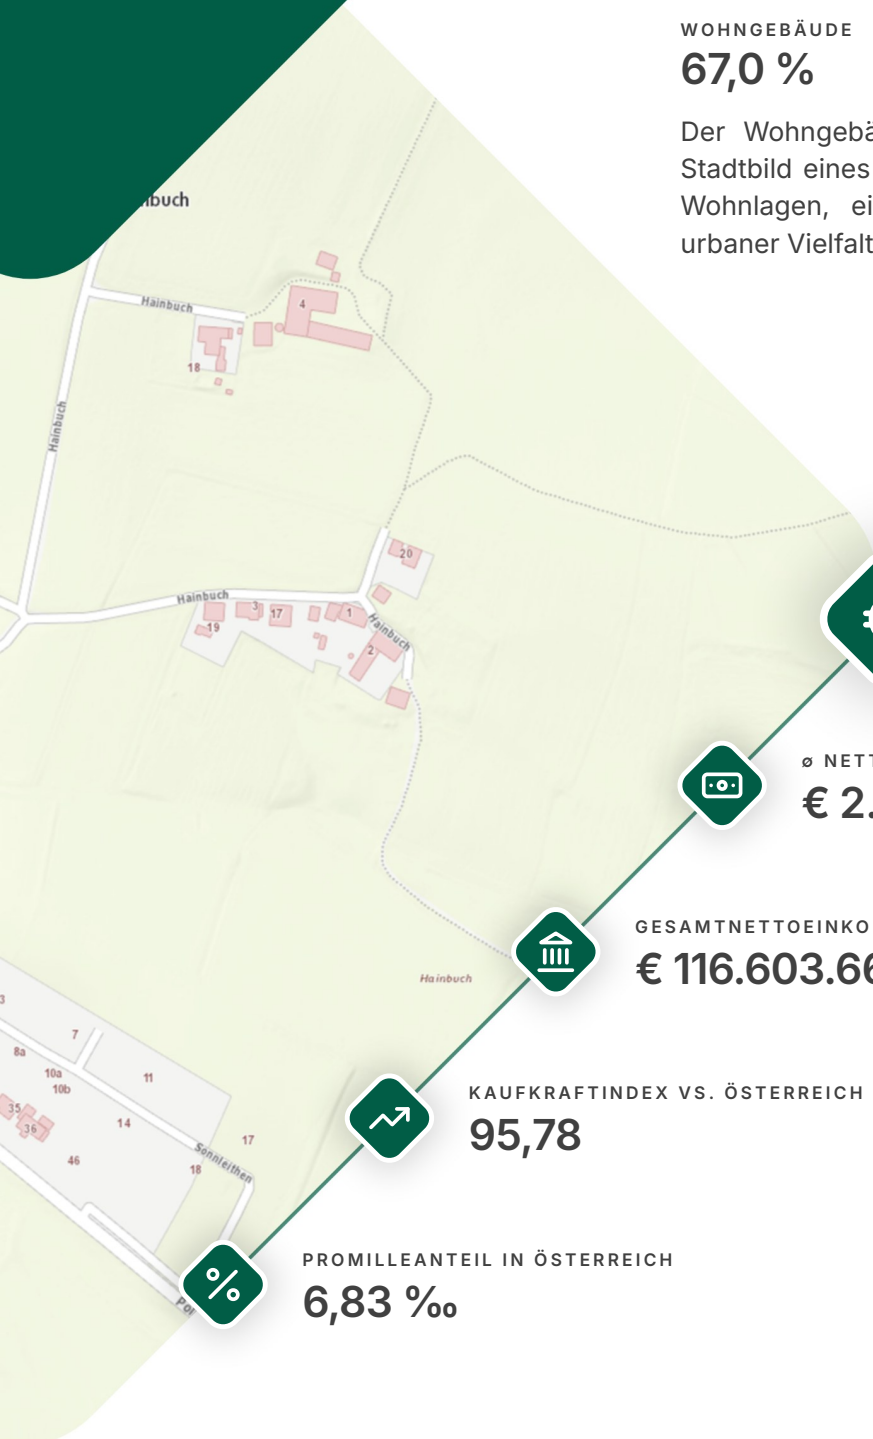 WOHNGEBÄUDE
67,0 %
Der Wohngebä
Stadtbild eines
Wohnlagen, ei
urbaner Vielfalt
nbuch
Hainbuch
4
18
Hainbuch
20
Hainbuch
3
17
1
19
Hainbuch
2
ø NETT
€ 2.
GESAMTNETTOEINKO
€ 116.603.66
Hainbuch
3
7
8a
10a
11
10b
KAUFKRAFTINDEX VS. ÖSTERREICH
95,78
35
14
36
17
46
Sonnleithen
18
PROMILLEANTEIL IN ÖSTERREICH
6,83 ‰
Por